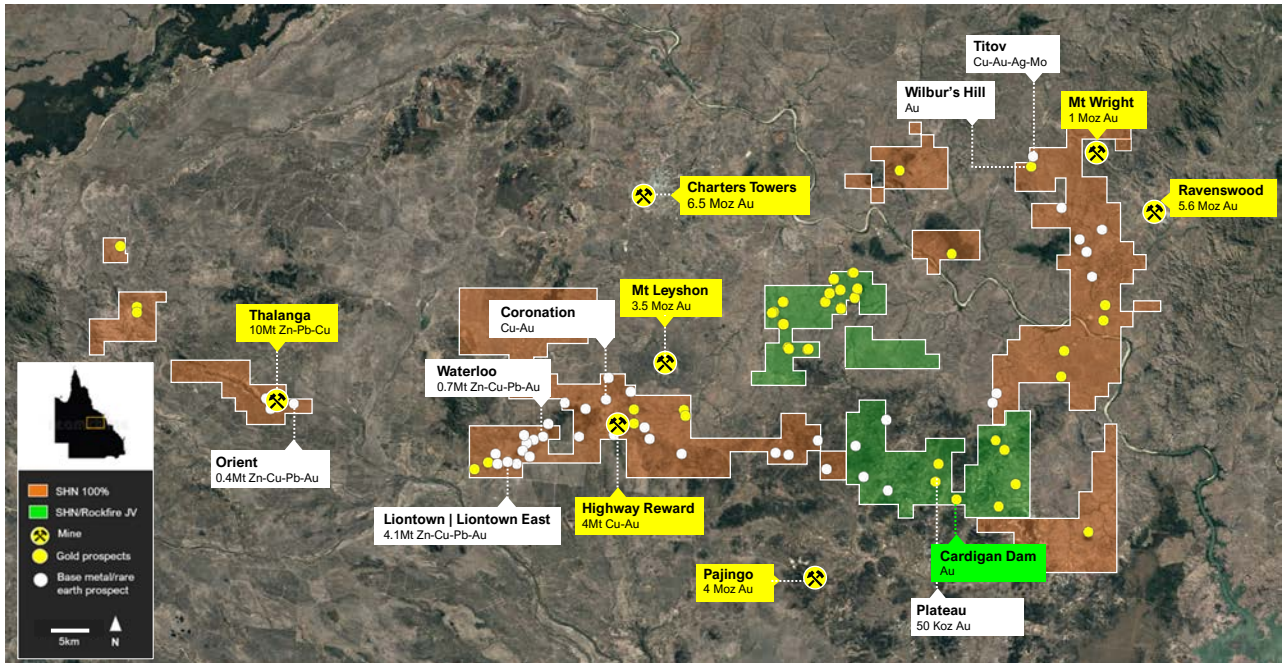 Titov
Cu-Au-Ag-Mo
Wilbur's Hill
Au
Mt Wright
1 Moz Au
Charters Towers
6.5 Moz Au
Ravenswood
5.6 Moz Au
Mt Leyshon
3.5 Moz Au
Coronation
Cu-Au
Thalanga
10Mt Zn-Pb-Cu
Waterloo
0.7Mt Zn-Cu-Pb-Au
Orient
0.4Mt Zn-Cu-Pb-Au
Liontown | Liontown East
4.1Mt Zn-Cu-Pb-Au
Highway Reward
4Mt Cu-Au
Cardigan Dam
Au
Pajingo
4 Moz Au
Plateau
50 Koz Au
SHN 100%
SHN/Rockfire JV
Mine
Gold prospects
Base metal/rare
earth prospect
5km
N